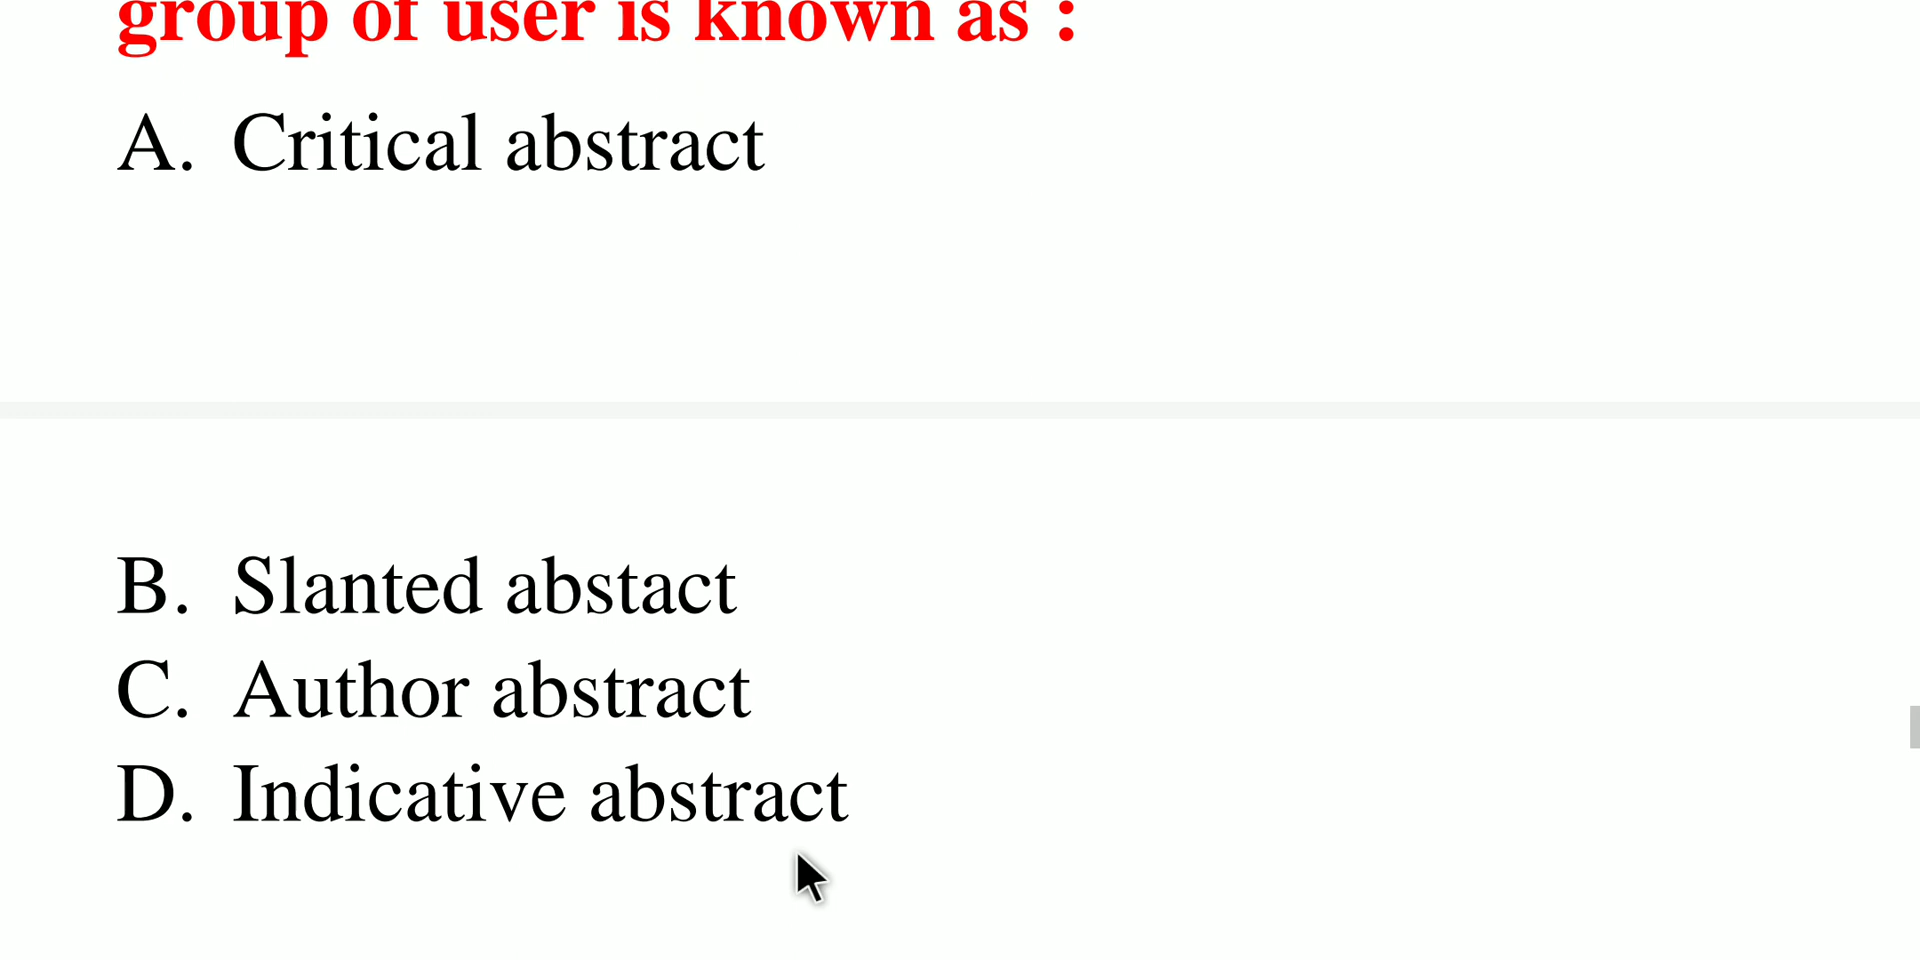 group of user is known as :
A. Critical abstract
B. Slanted abstact
C. Author abstract
D. Indicative abstract